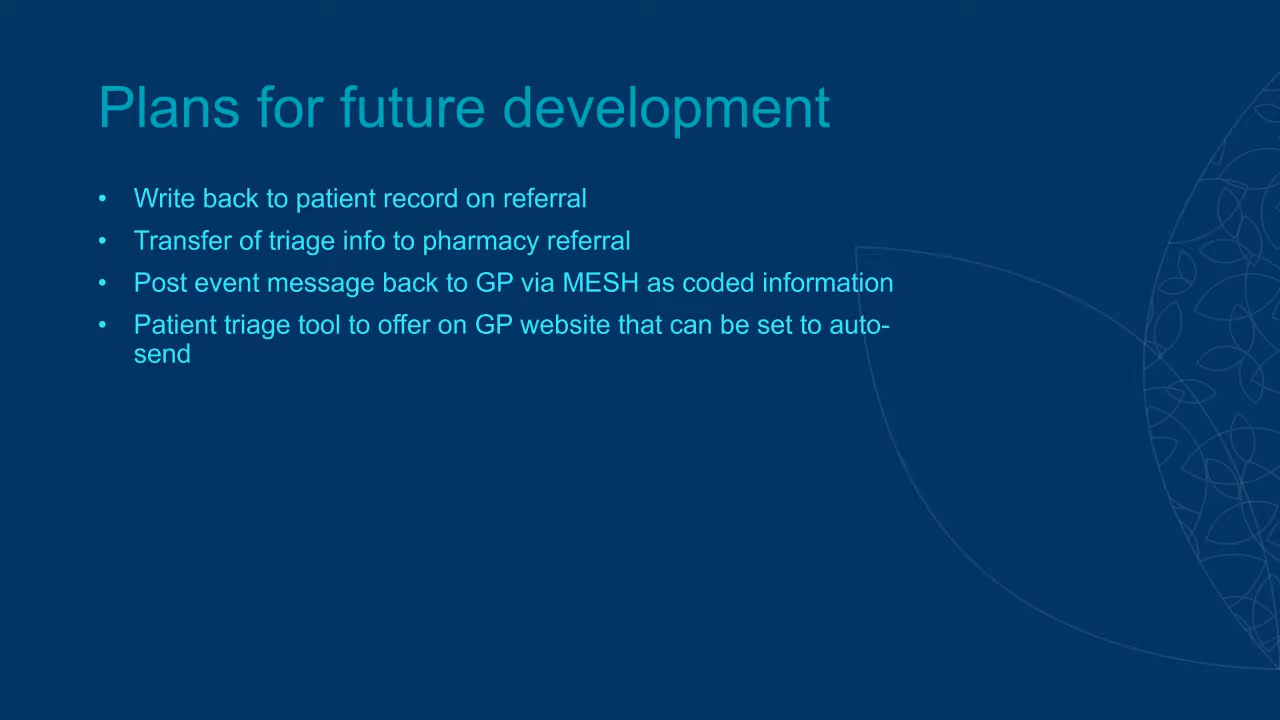 Plans for future development
• Write back to patient record on referral
• Transfer of triage info to pharmacy referral
• Post event message back to GP via MESH as coded information
• Patient triage tool to offer on GP website that can be set to auto-
send